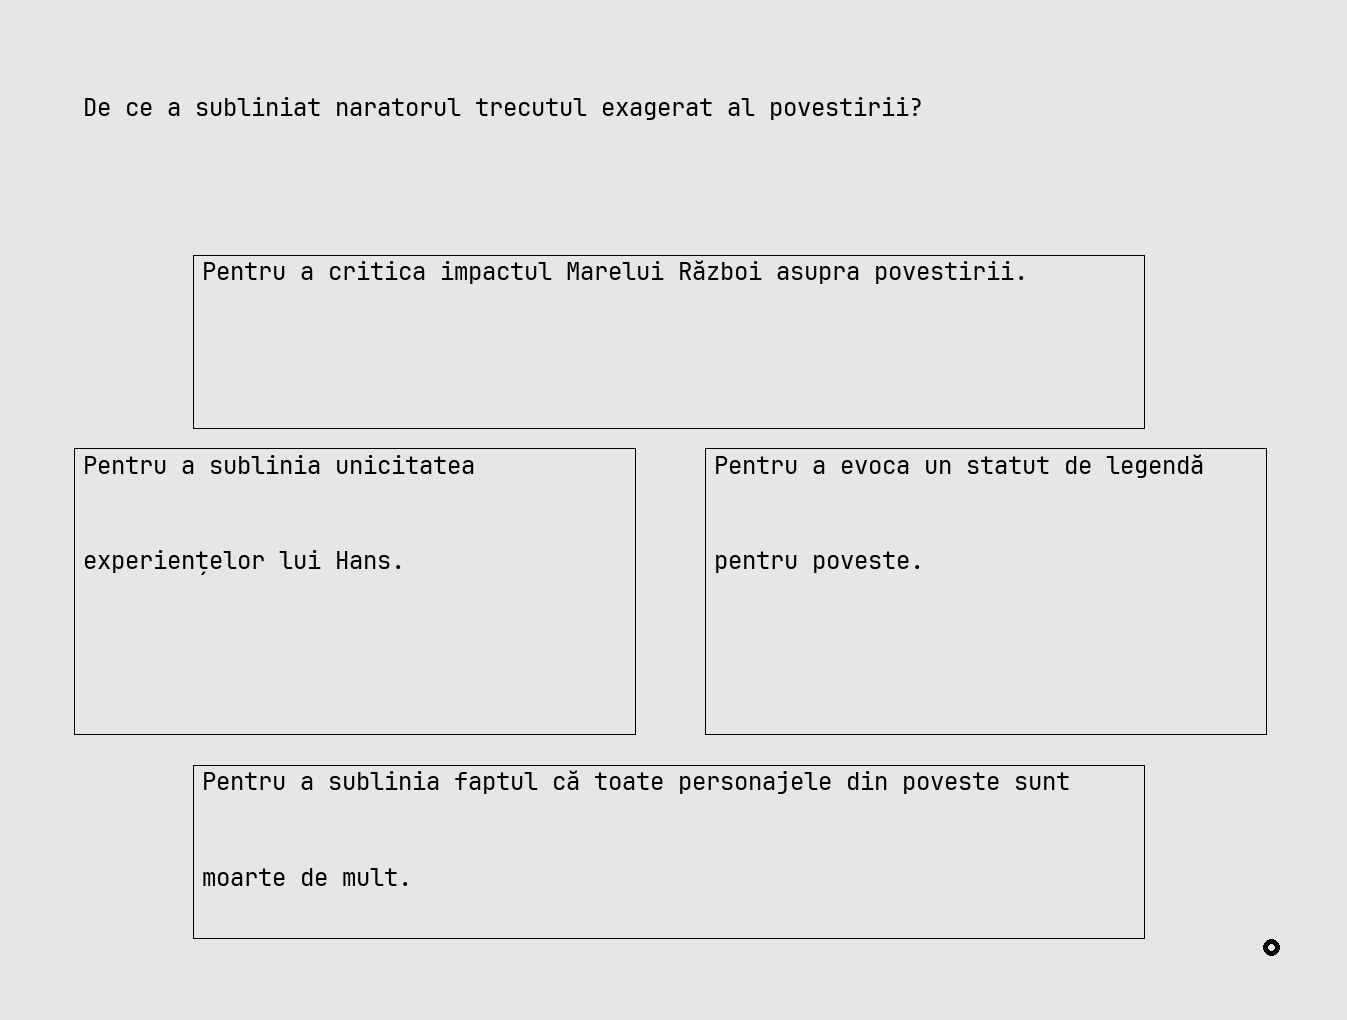 De ce a subliniat naratorul trecutul exagerat al povestirii?
Pentru a critica impactul Marelui Război asupra povestirii.
Pentru a sublinia unicitatea
experiențelor lui Hans.
Pentru a evoca un statut de legendă
pentru poveste.
Pentru a sublinia faptul că toate personajele din poveste sunt
moarte de mult.